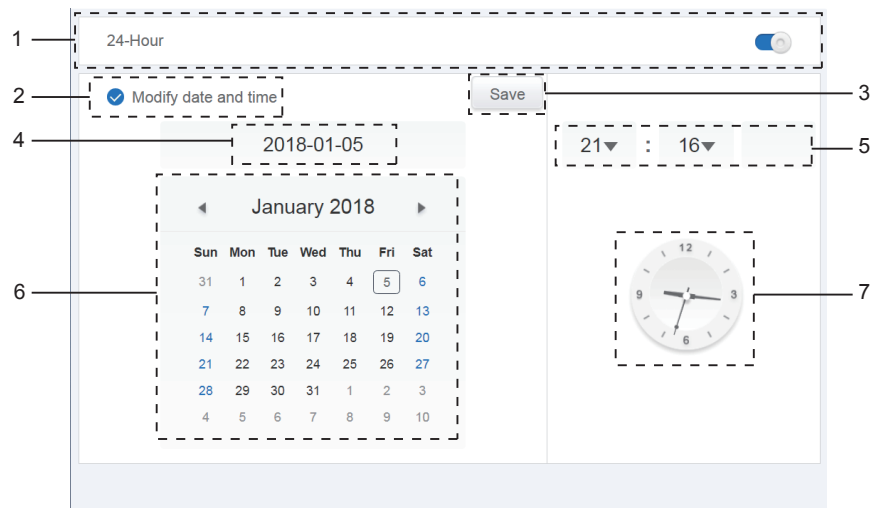 1
24-Hour
2
Modify date and time
Save
3
4
2018-01-05
21 : 16
5
January 2018
Sun Mon Tue Wed Thu Fri Sat
31 1 2 3 4 5 6
7 8 9 10 11 12 13
14 15 16 17 18 19 20
21 22 23 24 25 26 27
28 29 30 31 1 2 3
4 5 6 7 8 9 10
6
12
9 3
6
7